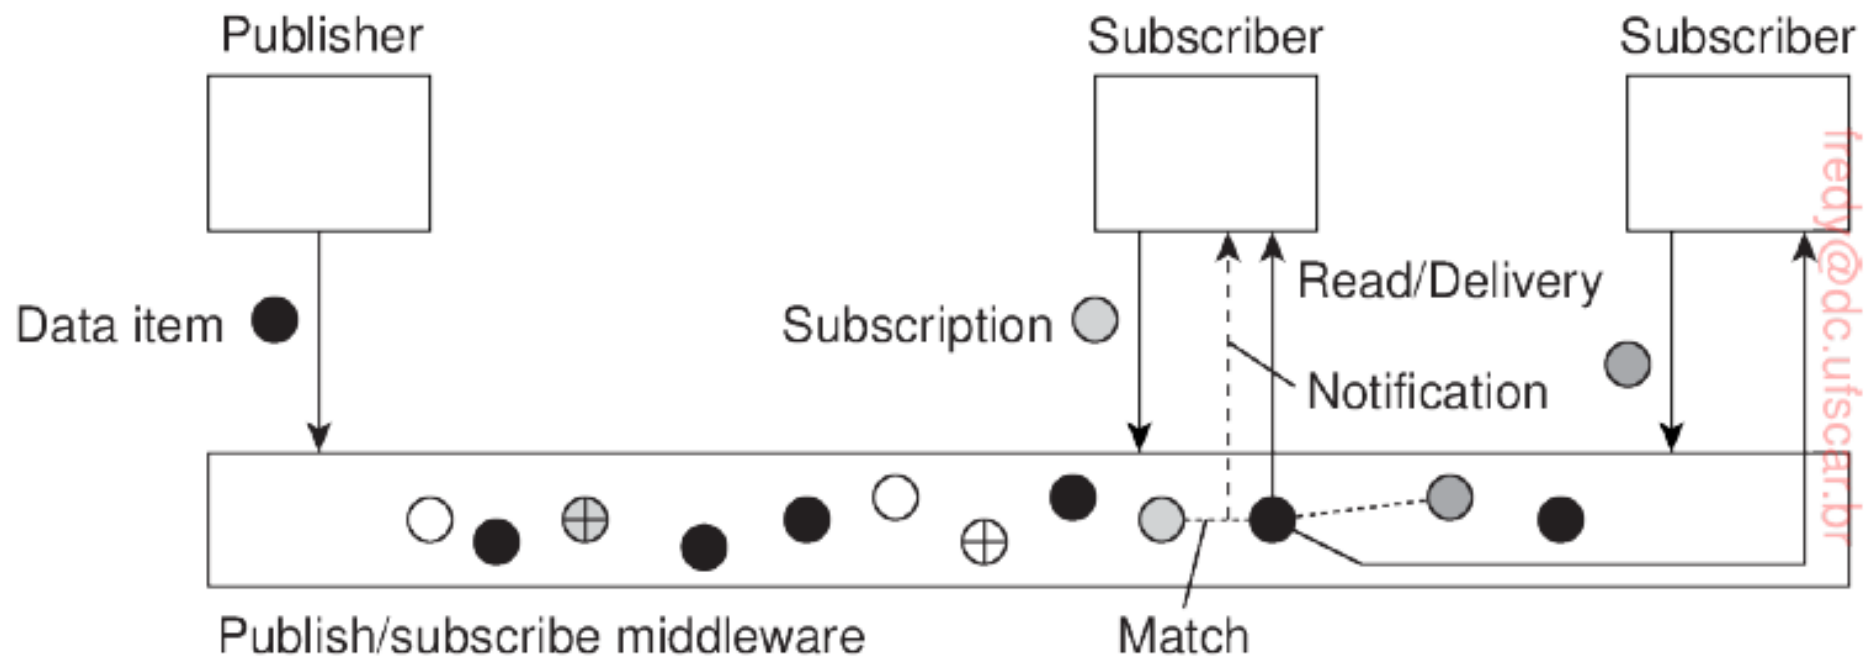 Publisher
Subscriber
Subscriber
Data item
Subscription
Read/Delivery
Notification
Publish/subscribe middleware
Match
fredy@dc.ufscar.br